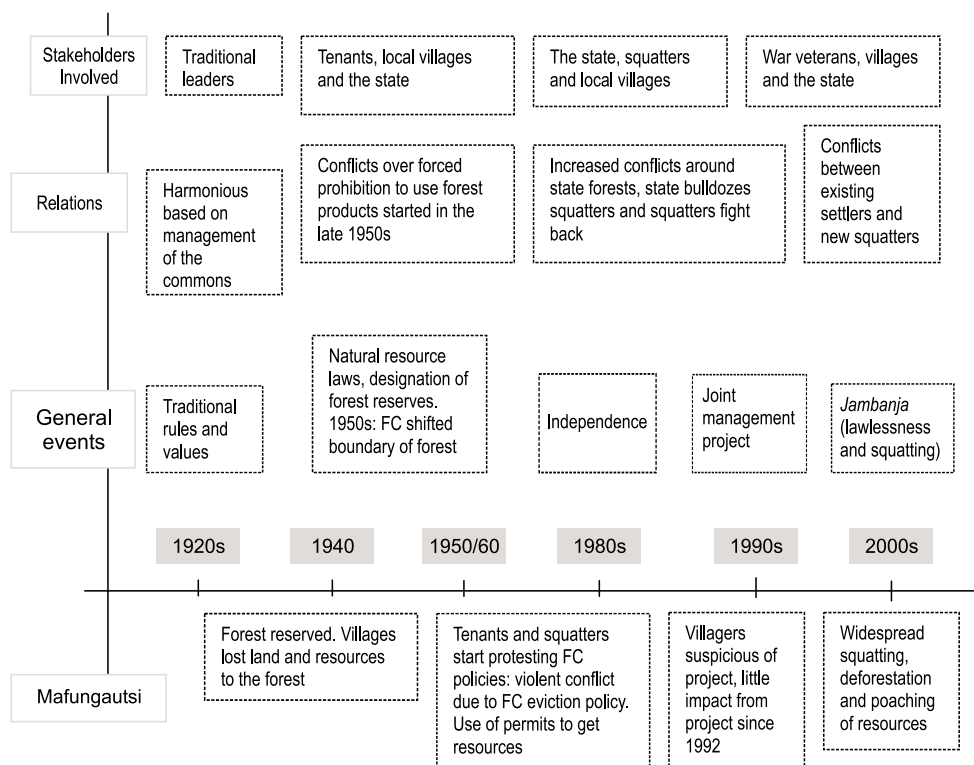 Stakeholders
Involved
Traditional
leaders
Tenants, local villages
and the state
The state, squatters
and local villages
War veterans, villages
and the state
Relations
Harmonious
based on
management
of the
commons
Conflicts over forced
prohibition to use forest
products started in the
late 1950s
Increased conflicts around
state forests, state bulldozes
squatters and squatters fight
back
Conflicts
between
existing
settlers and
new squatters
General
events
Traditional
rules and
values
Natural resource
laws, designation of
forest reserves.
1950s: FC shifted
boundary of forest
Independence
Joint
management
project
Jambanja
(lawlessness
and squatting)
1920s
1940
1950/60
1980s
1990s
2000s
Mafungautsi
Forest reserved. Villages
lost land and resources
to the forest
Tenants and squatters
start protesting FC
policies: violent conflict
due to FC eviction policy.
Use of permits to get
resources
Villagers
suspicious of
project, little
impact from
project since
1992
Widespread
squatting,
deforestation
and poaching
of resources